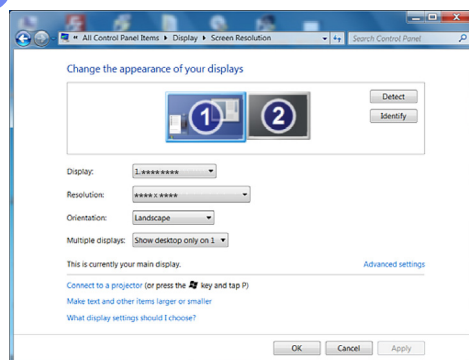 « All Control Panel Items ▸ Display ▸ Screen Resolution
Search Control Panel
Change the appearance of your displays
1
2
Detect
Identify
Display: 1.********
Resolution: **** x ****
Orientation: Landscape
Multiple displays: Show desktop only on 1
This is currently your main display.
Advanced settings
Connect to a projector (or press the key and tap P)
Make text and other items larger or smaller
What display settings should I choose?
OK
Cancel
Apply